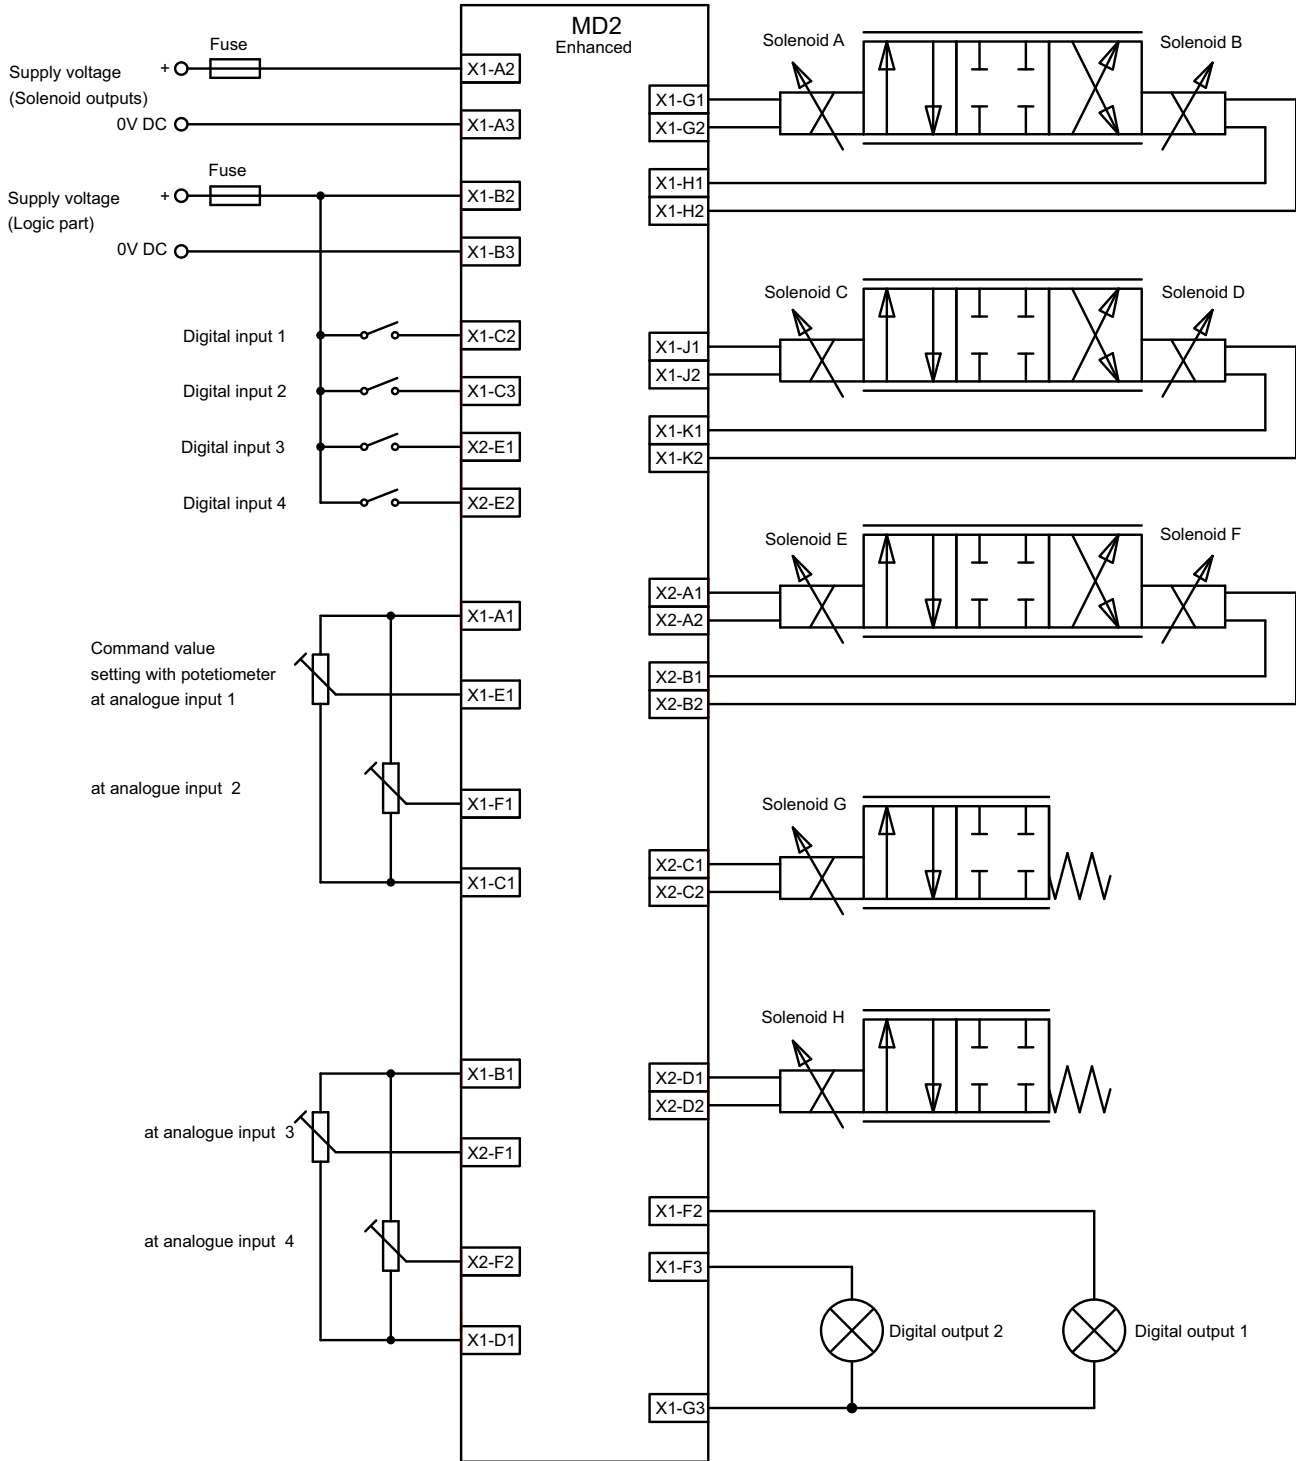 MD2
Enhanced
Fuse
Supply voltage
(Solenoid outputs)
+
0V DC
X1-A2
X1-A3
Fuse
Supply voltage
(Logic part)
+
0V DC
X1-B2
X1-B3
Digital input 1
X1-C2
Digital input 2
X1-C3
Digital input 3
X2-E1
Digital input 4
X2-E2
Command value
setting with potetiometer
at analogue input 1
X1-A1
X1-E1
at analogue input 2
X1-F1
X1-C1
X1-B1
at analogue input 3
X2-F1
at analogue input 4
X2-F2
X1-D1
Solenoid A
Solenoid B
X1-G1
X1-G2
X1-H1
X1-H2
Solenoid C
Solenoid D
X1-J1
X1-J2
X1-K1
X1-K2
Solenoid E
Solenoid F
X2-A1
X2-A2
X2-B1
X2-B2
Solenoid G
X2-C1
X2-C2
Solenoid H
X2-D1
X2-D2
X1-F2
X1-F3
Digital output 2
Digital output 1
X1-G3